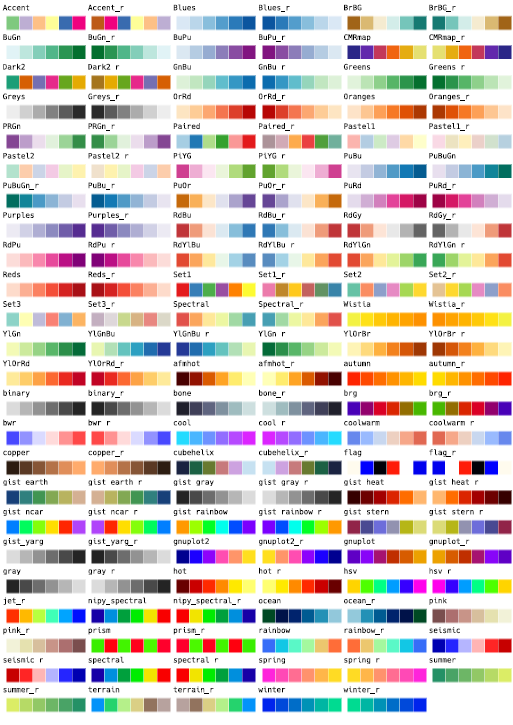 Accent Accent_r Blues Blues_r BrBG BrBG_r
BuGn BuGn_r BuPu BuPu_r CMRmap CMRmap_r
Dark2 Dark2_r GnBu GnBu_r Greens Greens_r
Greys Greys_r OrRd OrRd_r Oranges Oranges_r
PRGn PRGn_r Paired Paired_r Pastel1 Pastel1_r
Pastel2 Pastel2_r PiYG PiYG_r PuBu PuBuGn
PuBuGn_r PuBu_r PuOr PuOr_r PuRd PuRd_r
Purples Purples_r RdBu RdBu_r RdGy RdGy_r
RdPu RdPu_r RdYlBu RdYlBu_r RdYlGn RdYlGn_r
Reds Reds_r Set1 Set1_r Set2 Set2_r
Set3 Set3_r Spectral Spectral_r Wistia Wistia_r
YlGn YlGnBu YlGnBu_r YlGn_r YlOrBr YlOrBr_r
YlOrRd YlOrRd_r afmhot afmhot_r autumn autumn_r
binary binary_r bone bone_r brg brg_r
bwr bwr_r cool cool_r coolwarm coolwarm_r
copper copper_r cubehelix cubehelix_r flag flag_r
gist_earth gist_earth_r gist_gray gist_gray_r gist_heat gist_heat_r
gist_ncar gist_ncar_r gist_rainbow gist_rainbow_r gist_stern gist_stern_r
gist_yarg gist_yarg_r gnuplot2 gnuplot2_r gnuplot gnuplot_r
gray gray_r hot hot_r hsv hsv_r
jet_r nipy_spectral nipy_spectral_r ocean ocean_r pink
pink_r prism prism_r rainbow rainbow_r seismic
seismic_r spectral spectral_r spring spring_r summer
summer_r terrain terrain_r winter winter_r